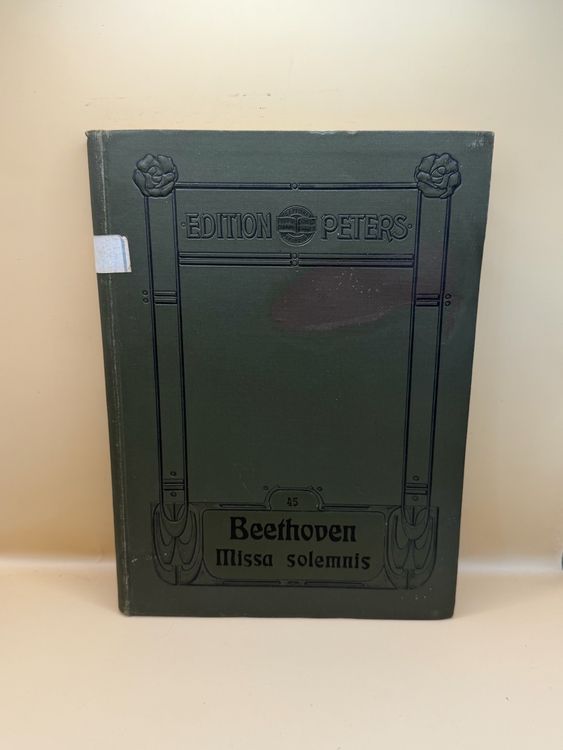 ·EDITION PETERS·
45
Beethoven
Missa solemnis